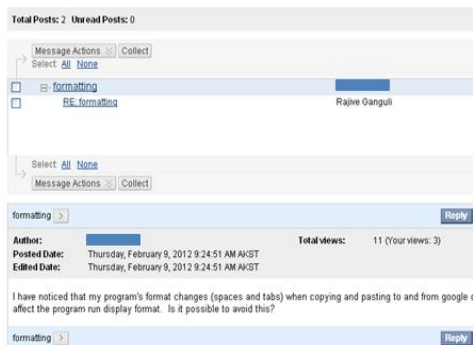 Total Posts: 2 Unread Posts: 0
Message Actions Collect
Select: All None
formatting
RE: formatting Rajive Ganguli
Select: All None
Message Actions Collect
formatting Reply
Author: Total views: 11 (Your views: 3)
Posted Date: Thursday, February 9, 2012 9:24:51 AM AKST
Edited Date: Thursday, February 9, 2012 9:24:51 AM AKST
I have noticed that my program's format changes (spaces and tabs) when copying and pasting to and from google
affect the program run display format. Is it possible to avoid this?
formatting Reply